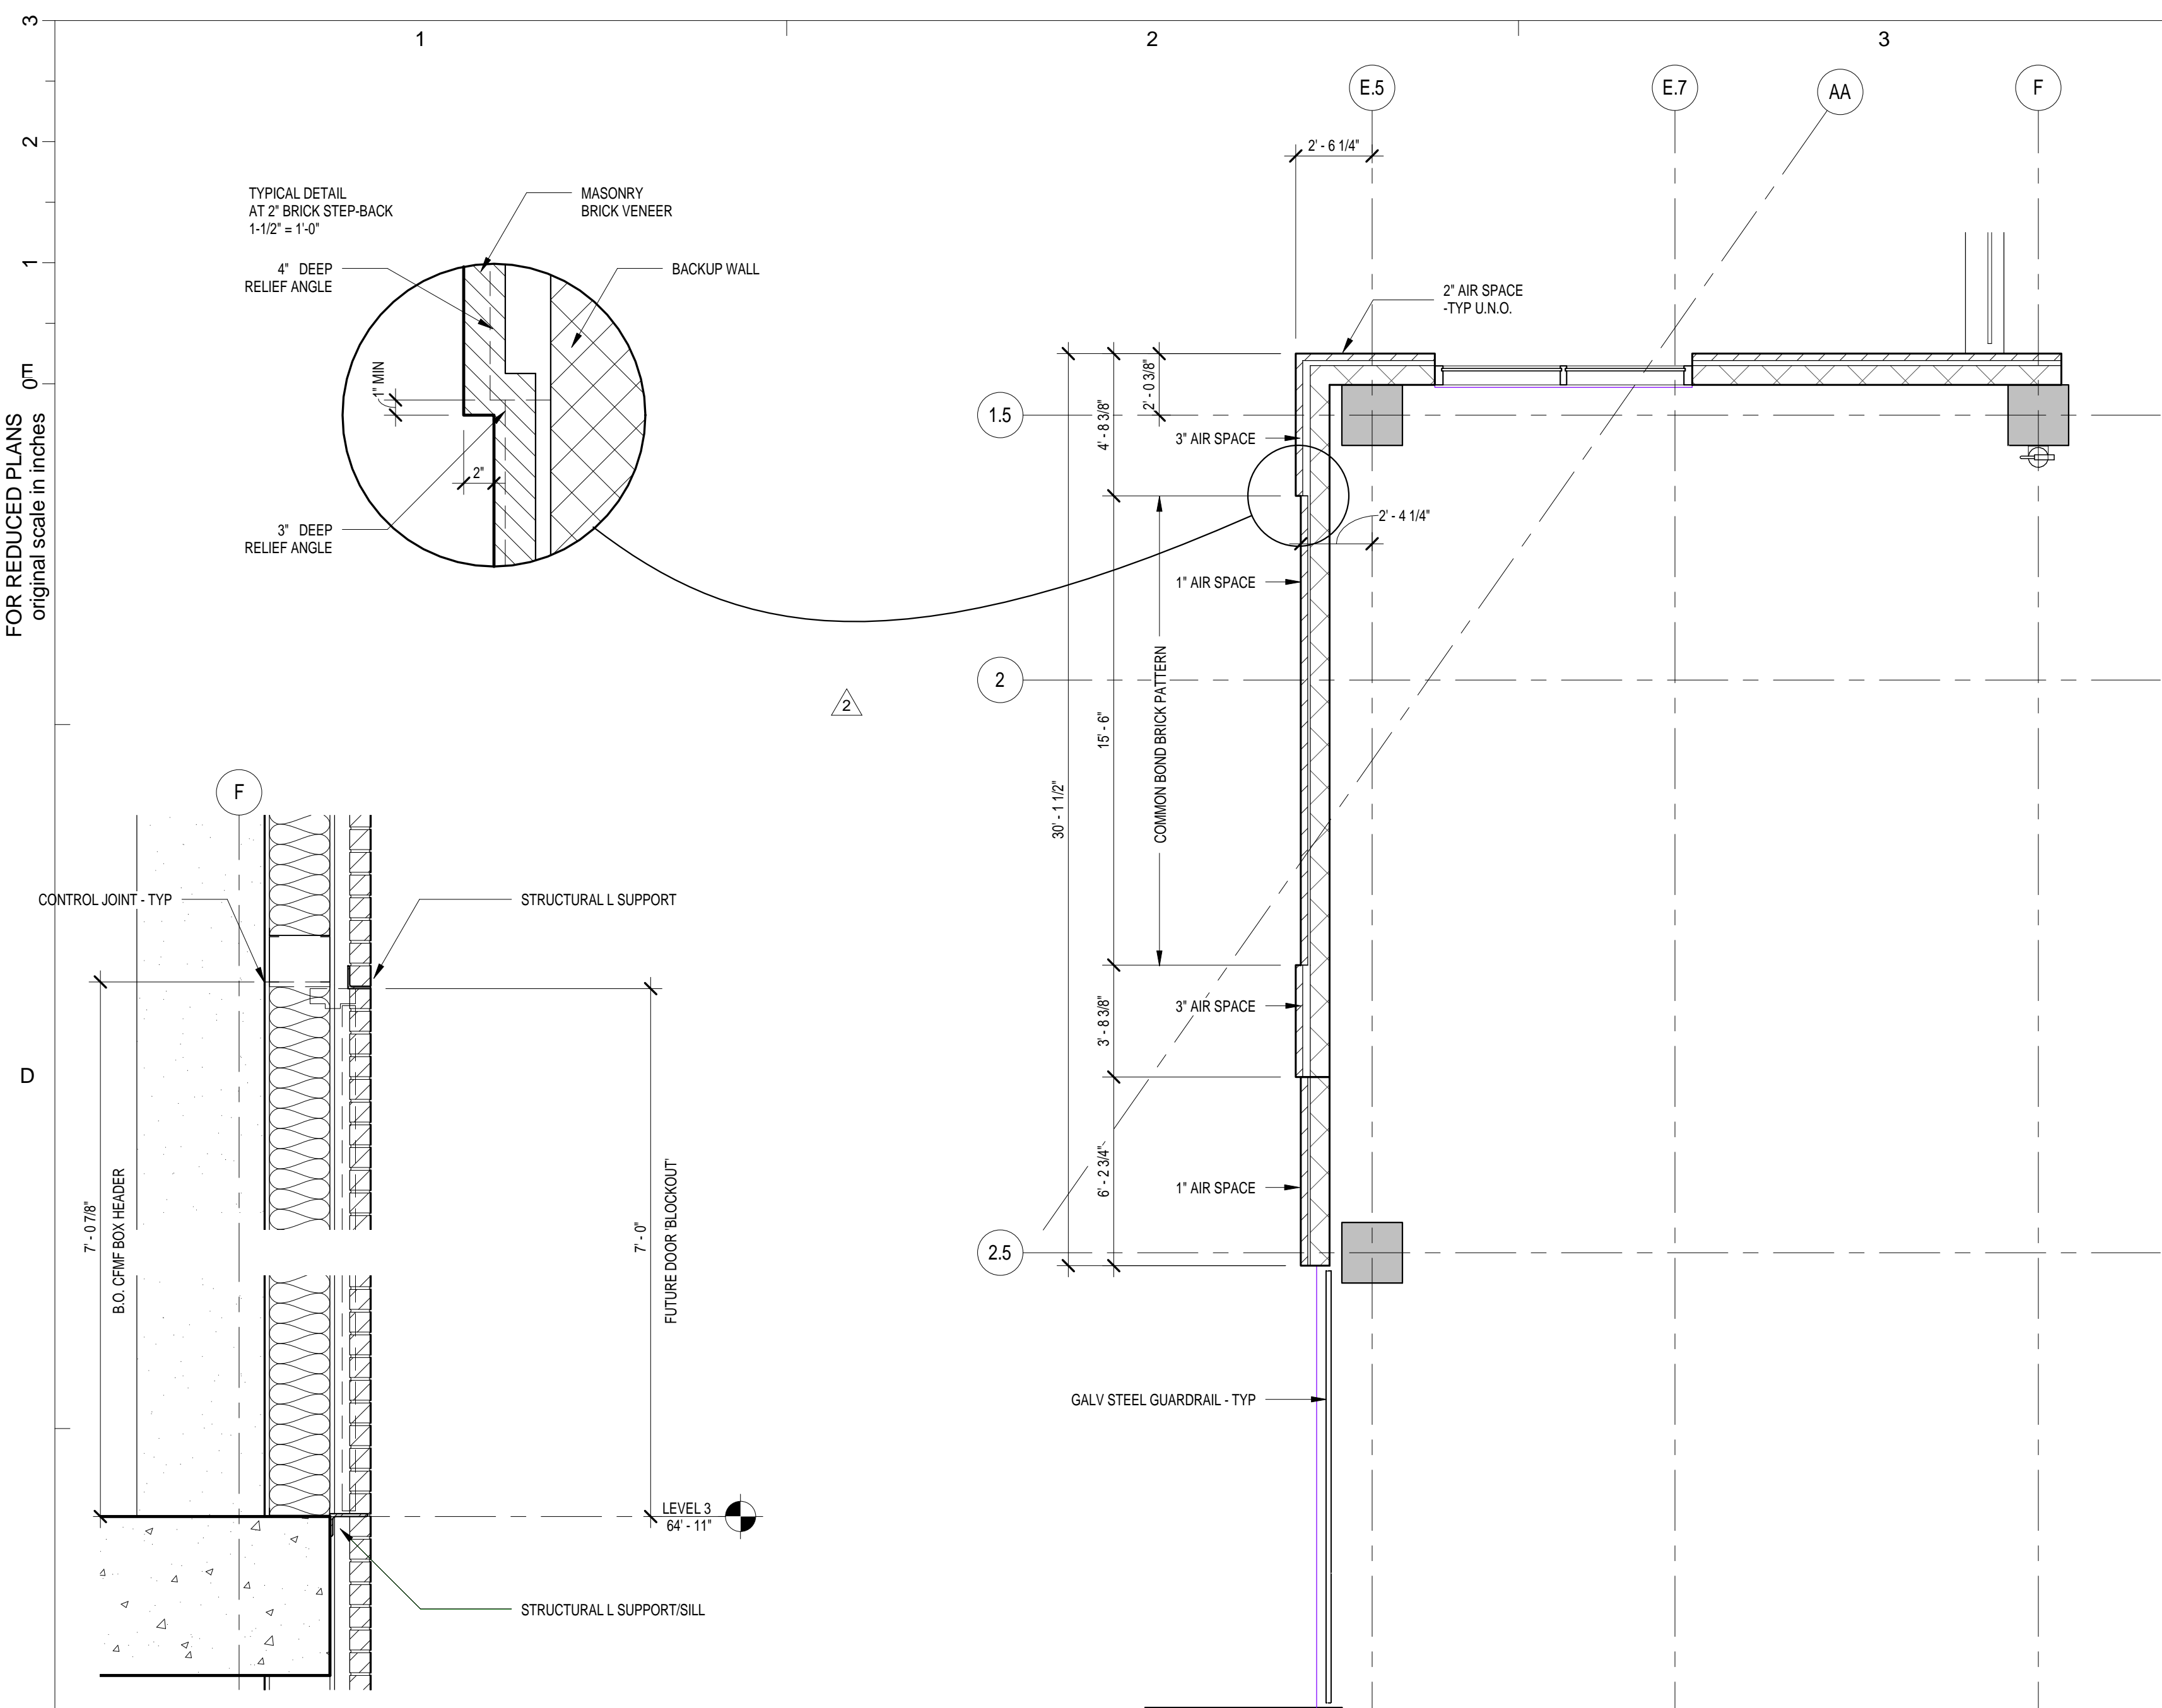 3
2
1
0
FOR REDUCED PLANS
original scale in inches
E
D
1
2
3
E.5
E.7
AA
F
2' - 6 1/4"
TYPICAL DETAIL
AT 2" BRICK STEP-BACK
1-1/2" = 1'-0"
MASONRY
BRICK VENEER
4" DEEP
RELIEF ANGLE
BACKUP WALL
1" MIN
2"
3" DEEP
RELIEF ANGLE
2" AIR SPACE
-TYP U.N.O.
1.5
2' - 0 3/8"
4' - 8 3/8"
3" AIR SPACE
2' - 4 1/4"
1" AIR SPACE
2
2
COMMON BOND BRICK PATTERN
15' - 6"
30' - 1 1/2"
3" AIR SPACE
3' - 8 3/8"
6' - 2 3/4"
1" AIR SPACE
2.5
GALV STEEL GUARDRAIL - TYP
F
CONTROL JOINT - TYP
STRUCTURAL L SUPPORT
7' - 0 7/8"
B.O. CFMF BOX HEADER
7' - 0"
FUTURE DOOR 'BLOCKOUT'
LEVEL 3
64' - 11"
STRUCTURAL L SUPPORT/SILL